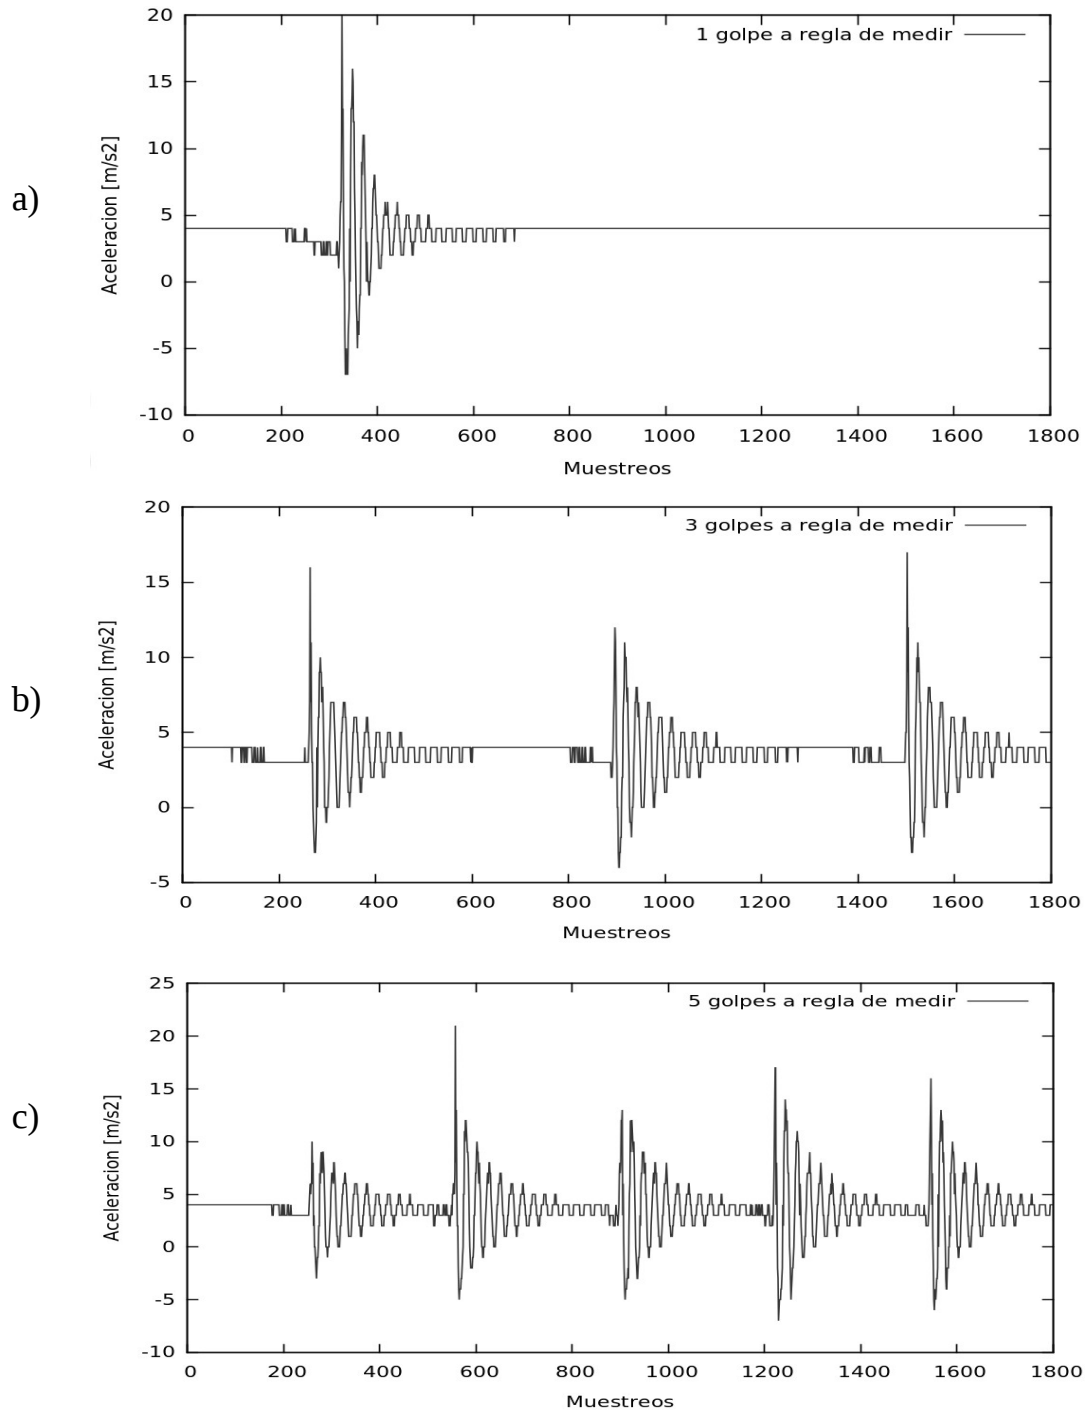 a)
1 golpe a regla de medir
Aceleracion [m/s2]
20
15
10
5
0
-5
-10
0 200 400 600 800 1000 1200 1400 1600 1800
Muestreos
b)
3 golpes a regla de medir
Aceleracion [m/s2]
20
15
10
5
0
-5
0 200 400 600 800 1000 1200 1400 1600 1800
Muestreos
c)
5 golpes a regla de medir
Aceleracion [m/s2]
25
20
15
10
5
0
-5
-10
0 200 400 600 800 1000 1200 1400 1600 1800
Muestreos